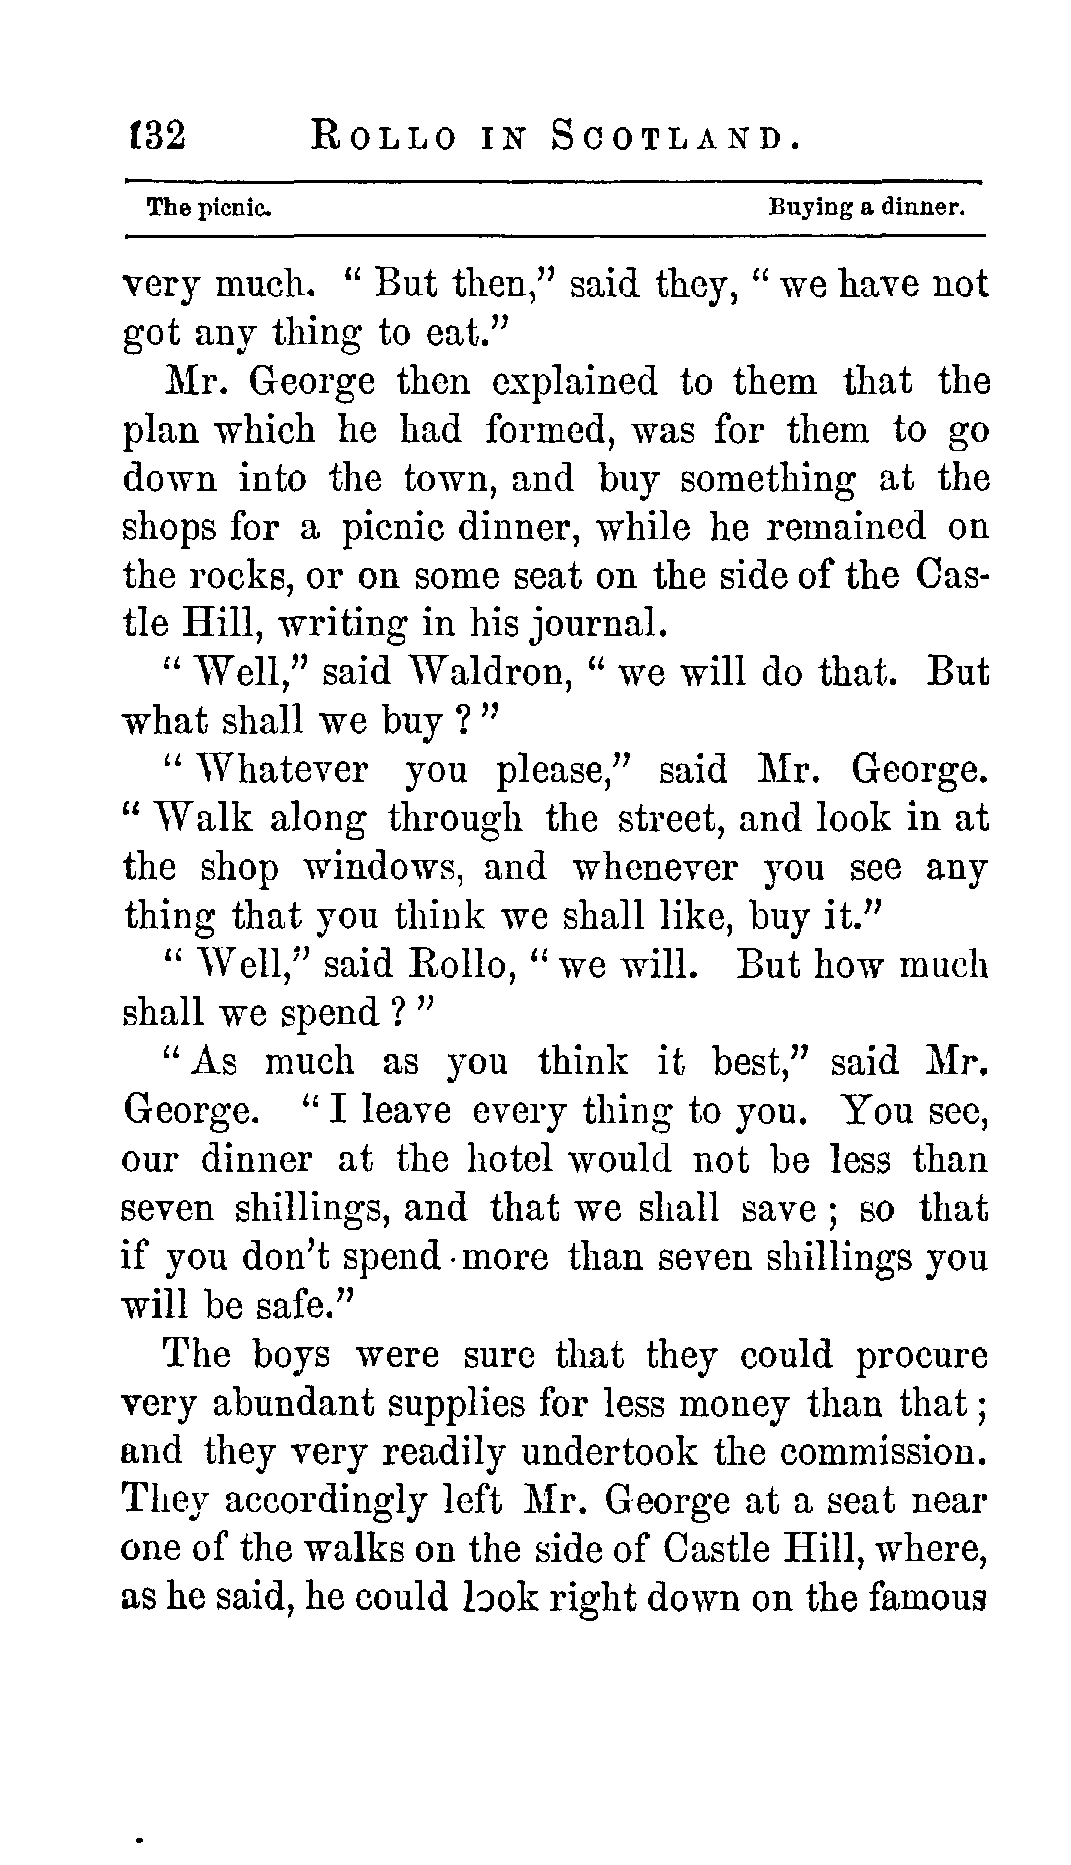 132 ROLLO IN SCOTLAND.
The picnic. Buying a dinner.
very much. “ But then,” said they, “ we have not
got any thing to eat.”
Mr. George then explained to them that the
plan which he had formed, was for them to go
down into the town, and buy something at the
shops for a picnic dinner, while he remained on
the rocks, or on some seat on the side of the Cas-
tle Hill, writing in his journal.
“ Well,” said Waldron, “ we will do that. But
what shall we buy ? ”
“ Whatever you please,” said Mr. George.
“ Walk along through the street, and look in at
the shop windows, and whenever you see any
thing that you think we shall like, buy it.”
“ Well,” said Rollo, “ we will. But how much
shall we spend ? ”
“ As much as you think it best,” said Mr.
George. “ I leave every thing to you. You see,
our dinner at the hotel would not be less than
seven shillings, and that we shall save ; so that
if you don’t spend more than seven shillings you
will be safe.”
The boys were sure that they could procure
very abundant supplies for less money than that ;
and they very readily undertook the commission.
They accordingly left Mr. George at a seat near
one of the walks on the side of Castle Hill, where,
as he said, he could look right down on the famous